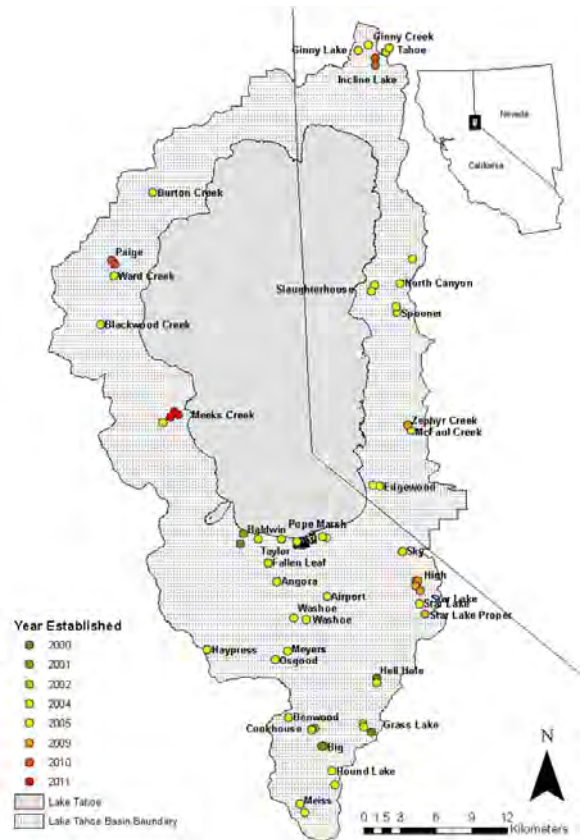 Ginny Creek
Ginny Lake
Tahoe
Incline Lake
Nevada
California
Burton Creek
Paige
Ward Creek
Slaughterhouse
North Canyon
Spooner
Blackwood Creek
Meeks Creek
Zephyr Creek
McFaul Creek
Edgewood
Baldwin
Pope Marsh
Taylor
Sky
Fallen Leaf
High
Angora
Airport
Star Lake
Star Lake
Washoe
Washoe
Star Lake Proper
Haypress
Meyers
Osgood
Hell Hole
Benwood
Grass Lake
Cookhouse
Big
Round Lake
Meiss
Year Established
2000
2001
2002
2004
2005
2009
2010
2011
Lake Tahoe
Lake Tahoe Basin Boundary
N
0 1.5 3 6 9 12
Kilometers